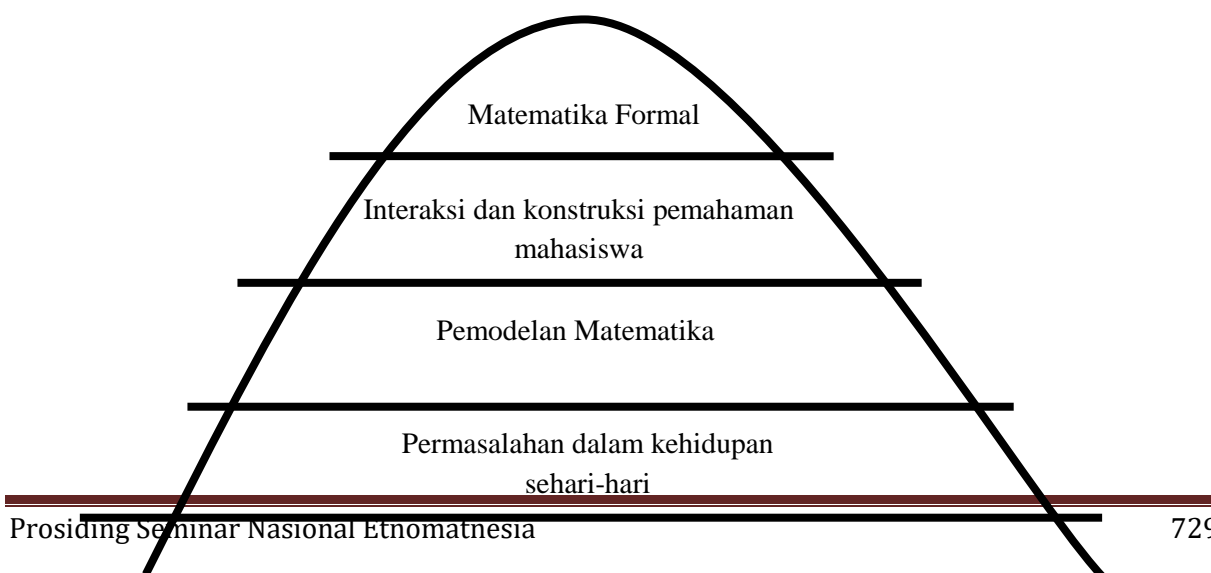 Matematika Formal
Interaksi dan konstruksi pemahaman
mahasiswa
Pemodelan Matematika
Permasalahan dalam kehidupan
sehari-hari
Prosiding Seminar Nasional Etnomatnesia 729